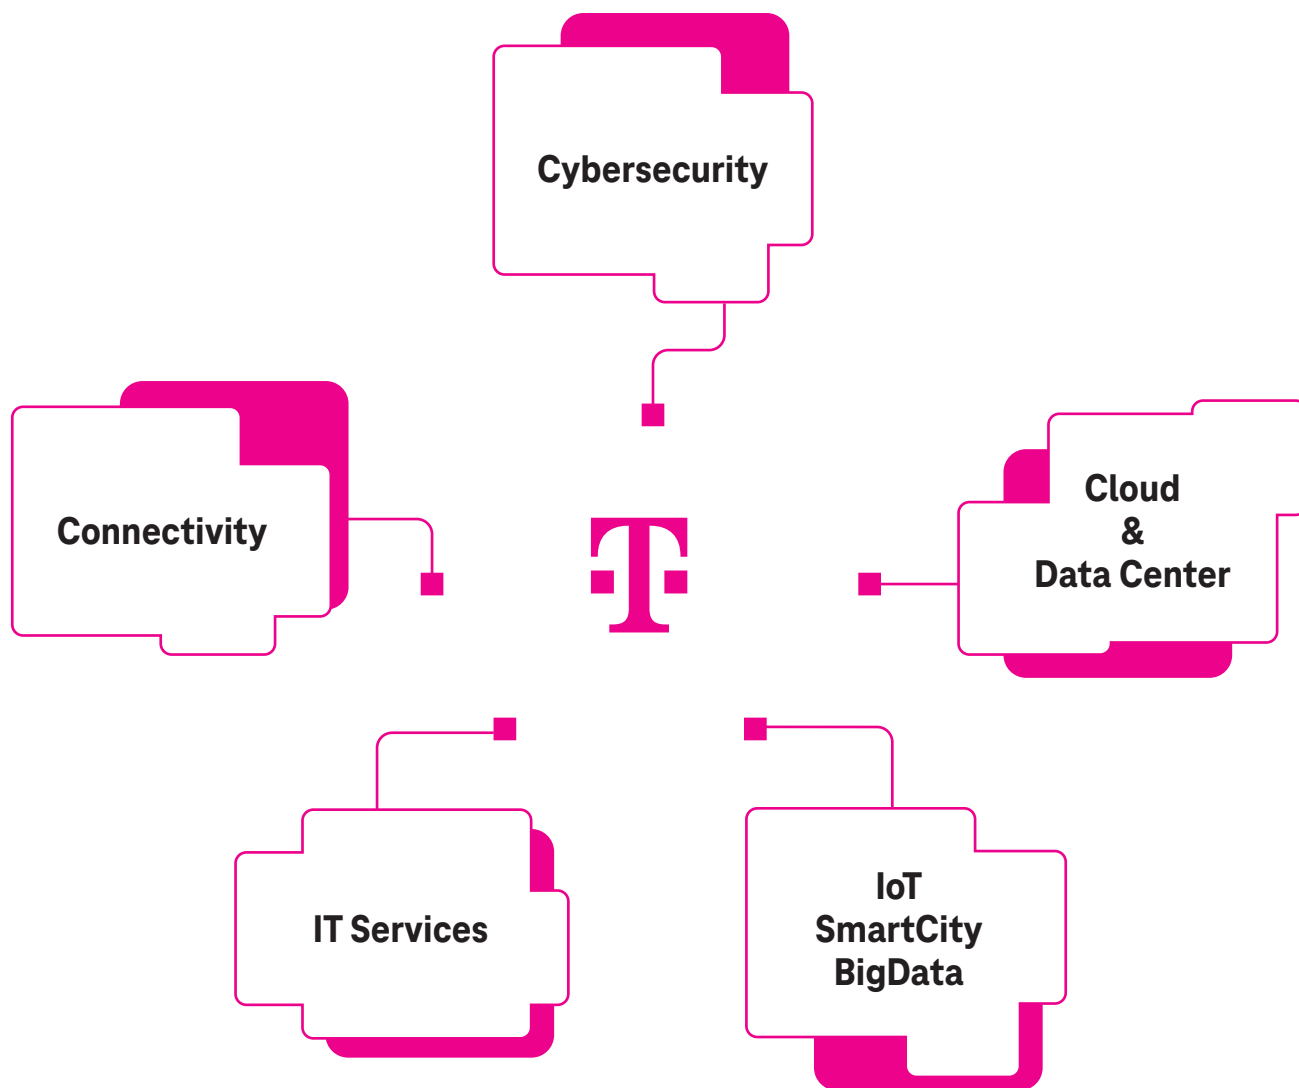 Cybersecurity
Connectivity
Cloud
&
Data Center
T
IT Services
IoT
SmartCity
BigData